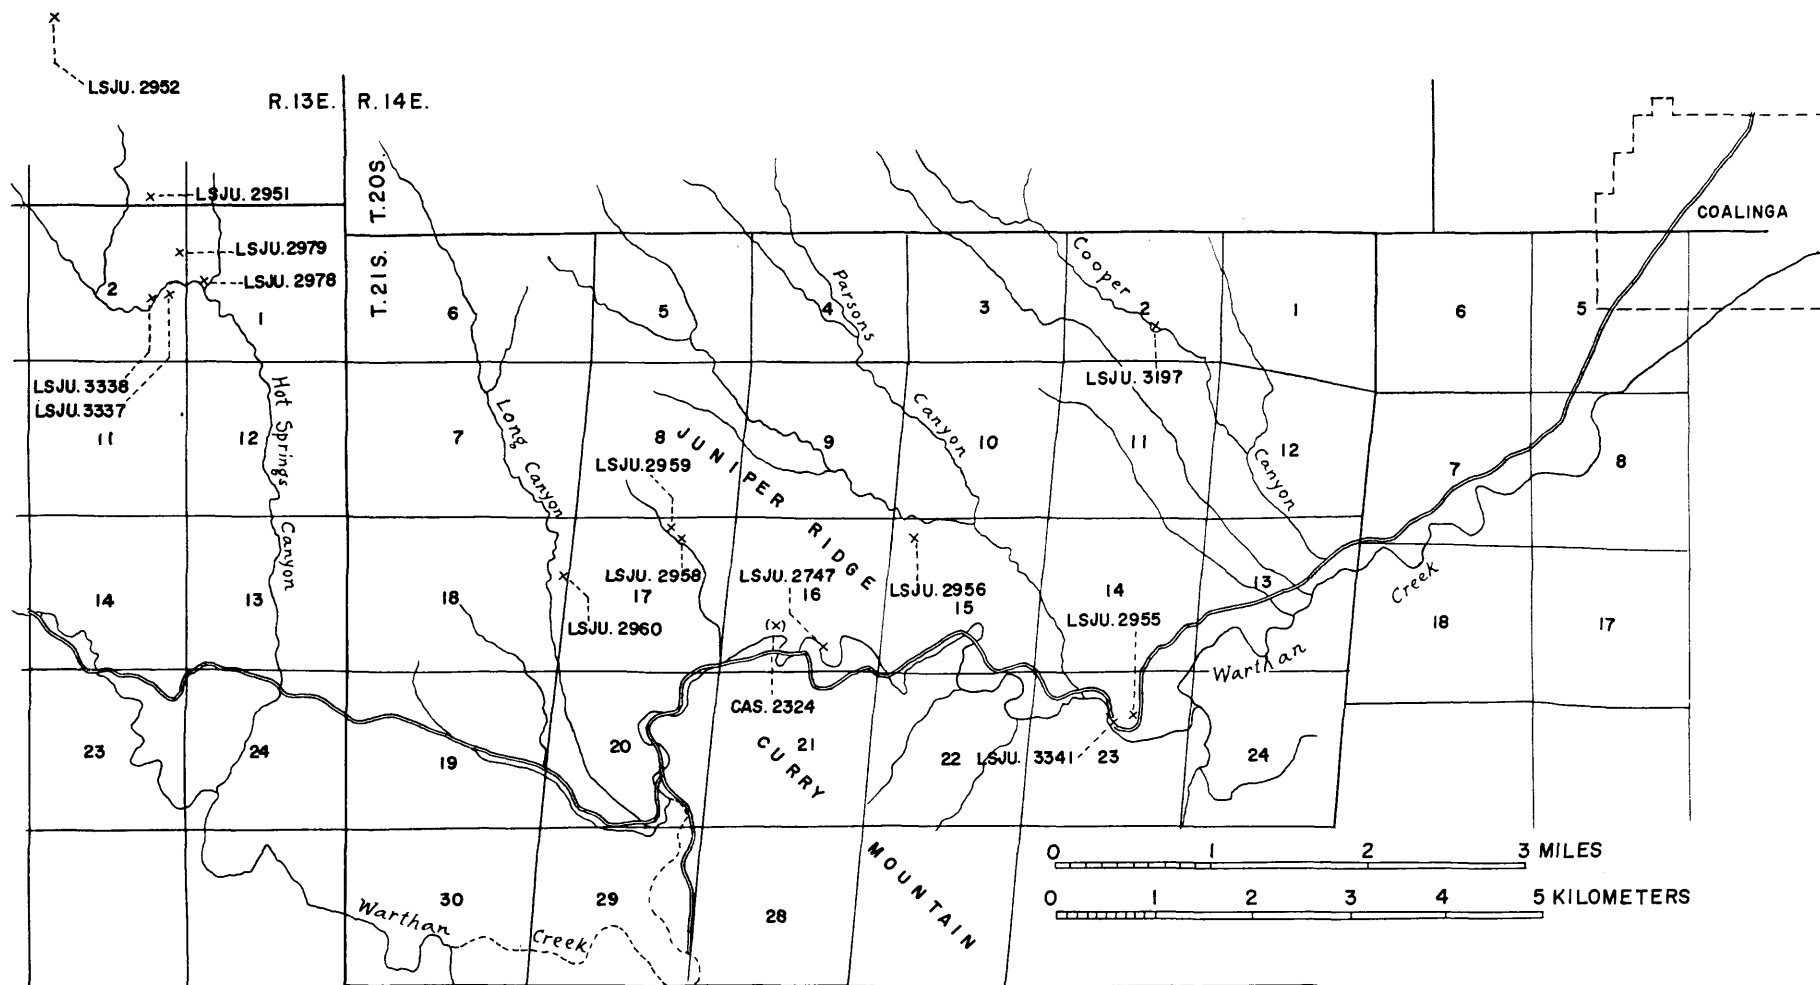 LSJU. 2952
R. 13 E. R. 14 E.
T. 20 S.
LSJU. 2951
COALINGA
LSJU. 2979
LSJU. 2978
T. 21 S.
2
1
6
5
4
Parsons
3
Cooper
2
1
6
5
LSJU. 3338
LSJU. 3337
LSJU. 3197
Hot Springs
Canyon
11
12
7
Long Canyon
8
JUNIPER RIDGE
9
Canyon
10
11
12
Canyon
7
8
LSJU. 2959
LSJU. 2958
LSJU. 2747
LSJU. 2956
14
13
18
17
16
15
14
13
Creek
18
17
LSJU. 2960
(x)
LSJU. 2955
Warthan
CAS. 2324
23
24
19
20
CURRY
21
22
LSJU. 3341
23
24
MOUNTAIN
0 1 2 3 MILES
0 1 2 3 4 5 KILOMETERS
30
29
28
Warthan
Creek